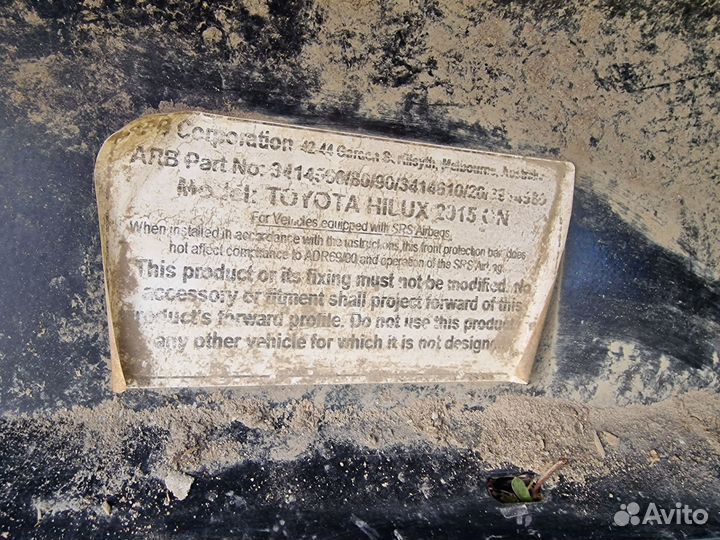 Corporation 42-44 Garden St Kilsyth, Melbourne, Australia
ARB Part No:
MODEL: TOYOTA HILUX 2015 ON
For Vehicles equipped with SRS Airbags.
When installed in accordance with the instructions, this front protection bar does
not affect compliance to ADR69/00 and operation of the SRS Airbag.
This product or its fixing must not be modified. No
accessory or fitment shall project forward of this
product's forward profile. Do not use this product
any other vehicle for which it is not designed
Avito